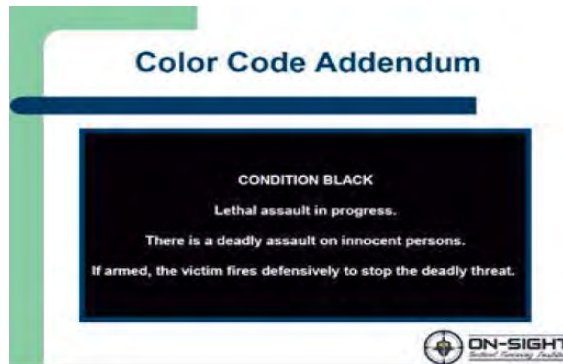 Color Code Addendum
CONDITION BLACK
Lethal assault in progress.
There is a deadly assault on innocent persons.
If armed, the victim fires defensively to stop the deadly threat.
ON-SIGHT